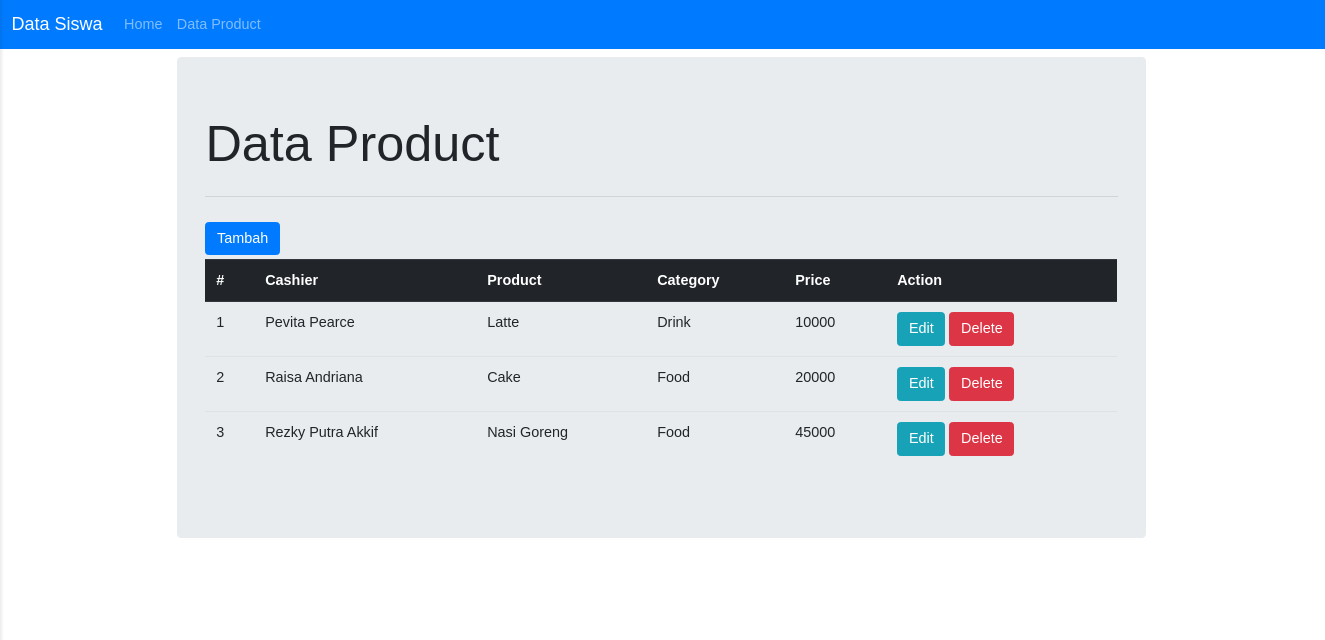 Data Siswa Home Data Product
Data Product
Tambah
# Cashier Product Category Price Action
1 Pevita Pearce Latte Drink 10000 Edit Delete
2 Raisa Andriana Cake Food 20000 Edit Delete
3 Rezky Putra Akkif Nasi Goreng Food 45000 Edit Delete